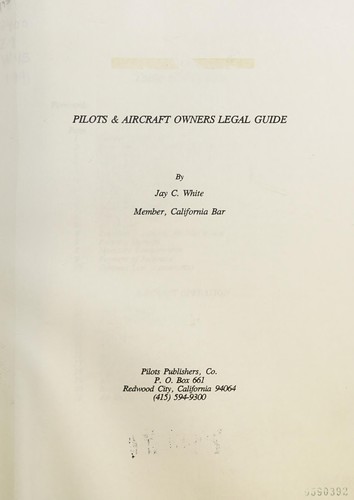 PILOTS & AIRCRAFT OWNERS LEGAL GUIDE
By
Jay C. White
Member, California Bar
Pilots Publishers, Co.
P. O. Box 661
Redwood City, California 94064
(415) 594-9300